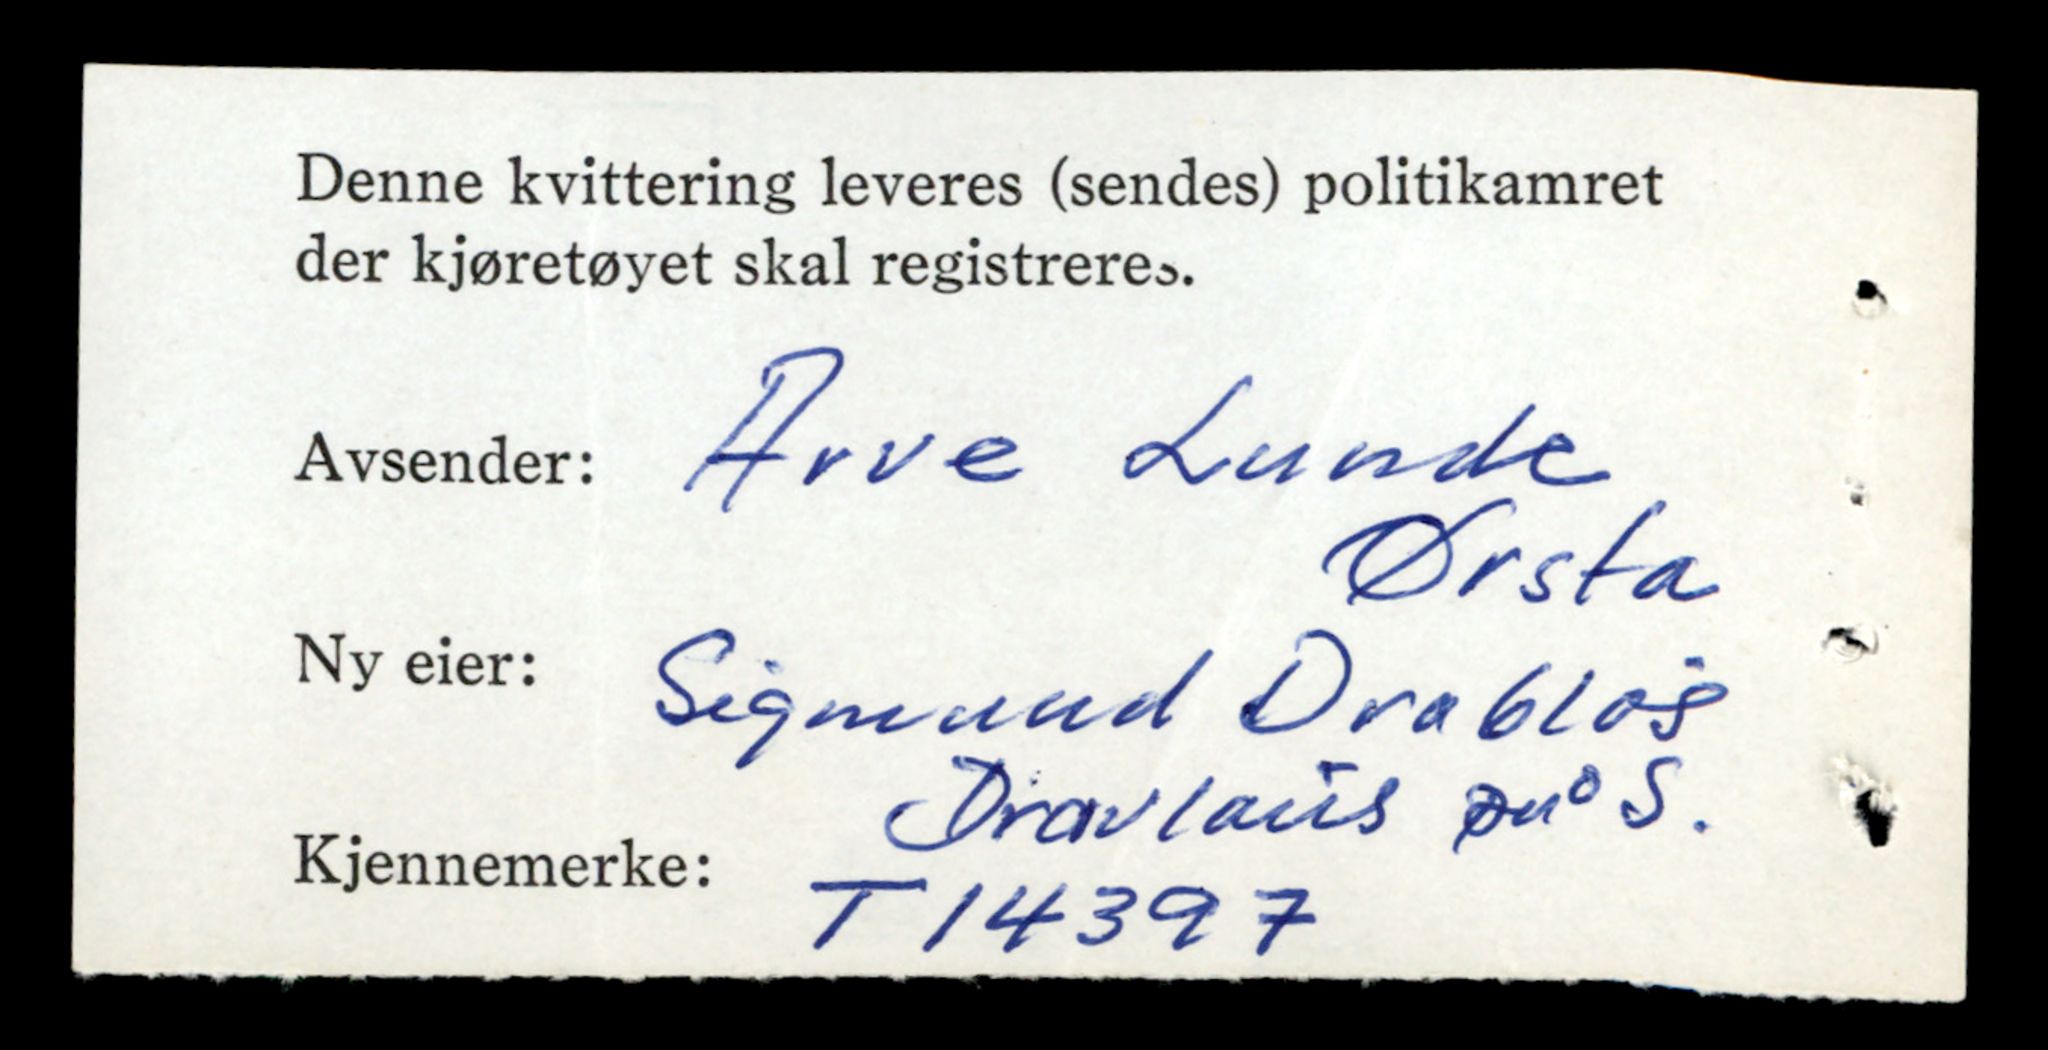 Denne kvittering leveres (sendes) politikamret
der kjøretøyet skal registreres.
Avsender: Arve Lunde
Ørsta
Ny eier: Sigmund Drabløs
Dravlaus på S.
Kjennemerke: T 14397